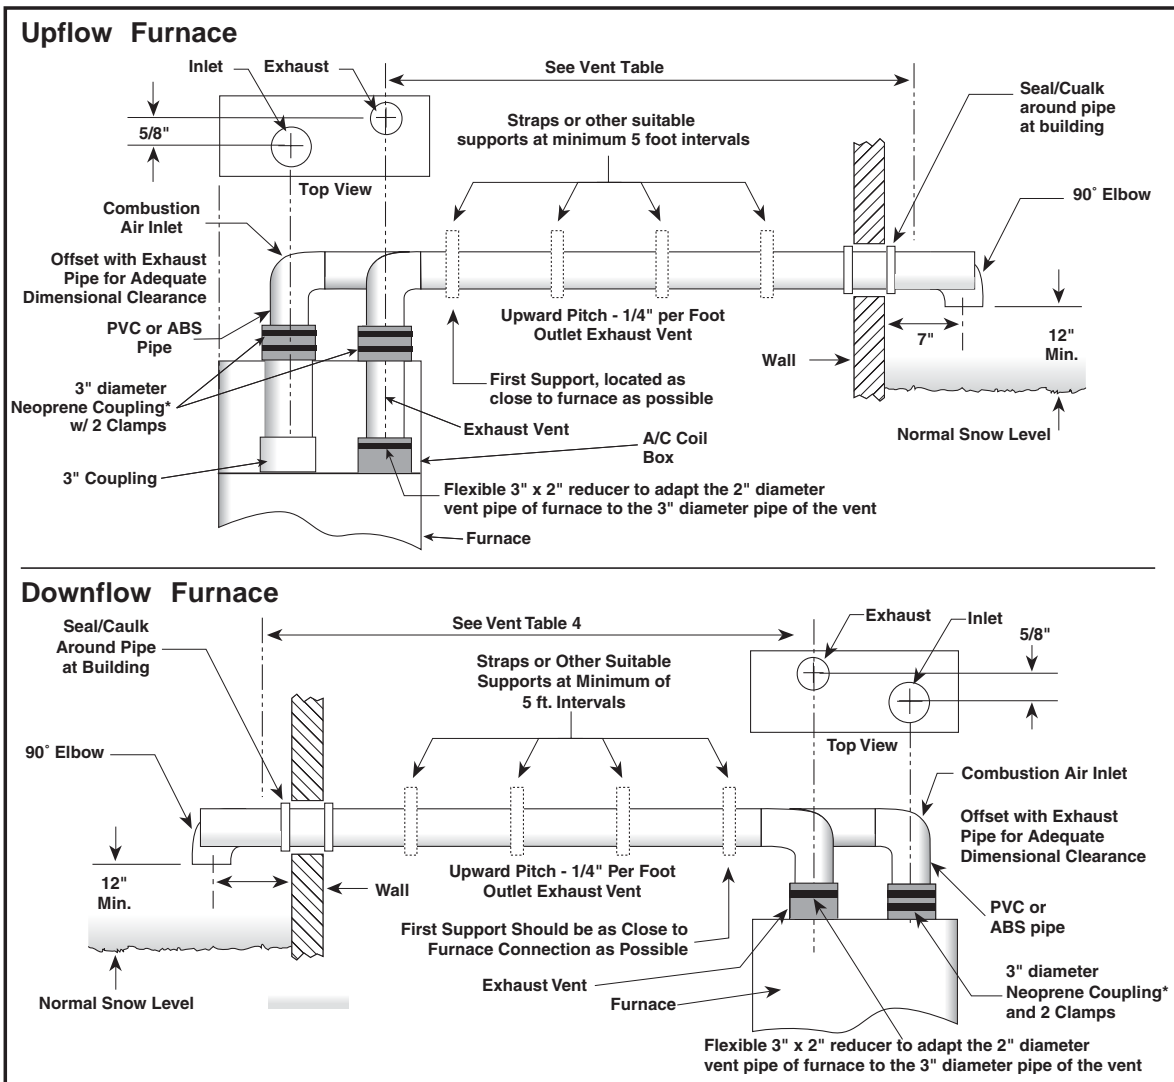 Upflow Furnace
Inlet
Exhaust
See Vent Table
Seal/Cualk
around pipe
at building
5/8"
Straps or other suitable
supports at minimum 5 foot intervals
Top View
90° Elbow
Combustion
Air Inlet
Offset with Exhaust
Pipe for Adequate
Dimensional Clearance
PVC or ABS
Pipe
Upward Pitch - 1/4" per Foot
Outlet Exhaust Vent
7"
12"
Min.
Wall
3" diameter
Neoprene Coupling*
w/ 2 Clamps
First Support, located as
close to furnace as possible
Exhaust Vent
A/C Coil
Box
Normal Snow Level
3" Coupling
Flexible 3" x 2" reducer to adapt the 2" diameter
vent pipe of furnace to the 3" diameter pipe of the vent
Furnace
Downflow Furnace
Seal/Caulk
Around Pipe
at Building
See Vent Table 4
Exhaust
Inlet
5/8"
Straps or Other Suitable
Supports at Minimum of
5 ft. Intervals
Top View
90° Elbow
Combustion Air Inlet
Offset with Exhaust
Pipe for Adequate
Dimensional Clearance
12"
Min.
Wall
Upward Pitch - 1/4" Per Foot
Outlet Exhaust Vent
PVC or
ABS pipe
First Support Should be as Close to
Furnace Connection as Possible
Exhaust Vent
Normal Snow Level
Furnace
3" diameter
Neoprene Coupling*
and 2 Clamps
Flexible 3" x 2" reducer to adapt the 2" diameter
vent pipe of furnace to the 3" diameter pipe of the vent